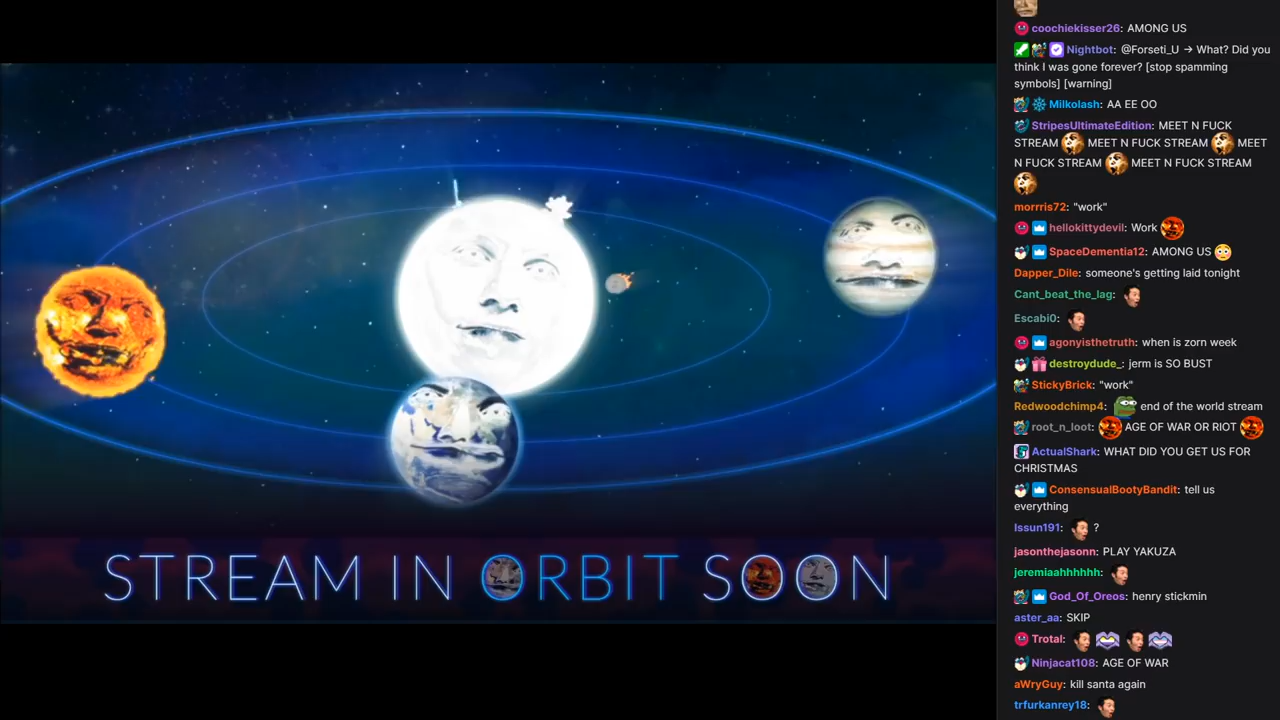 coochiekisser26: AMONG US
Nightbot: @Forseti_U → What? Did you
think I was gone forever? [stop spamming
symbols] [warning]
Milkolash: AA EE OO
StripesUltimateEdition: MEET N FUCK
STREAM MEET N FUCK STREAM MEET
N FUCK STREAM MEET N FUCK STREAM
morrris72: "work"
hellokittydevil: Work
SpaceDementia12: AMONG US
Dapper_Dile: someone's getting laid tonight
Cant_beat_the_lag:
Escabi0:
agonyisthetruth: when is zorn week
destroydude_: jerm is SO BUST
StickyBrick: "work"
Redwoodchimp4: end of the world stream
root_n_loot: AGE OF WAR OR RIOT
ActualShark: WHAT DID YOU GET US FOR
CHRISTMAS
ConsensualBootyBandit: tell us
everything
Issun191: ?
jasonthejasonn: PLAY YAKUZA
jeremiaahhhhhh:
God_Of_Oreos: henry stickmin
aster_aa: SKIP
Trotal:
Ninjacat108: AGE OF WAR
aWryGuy: kill santa again
trfurkanrey18:
STREAM IN ORBIT SOON